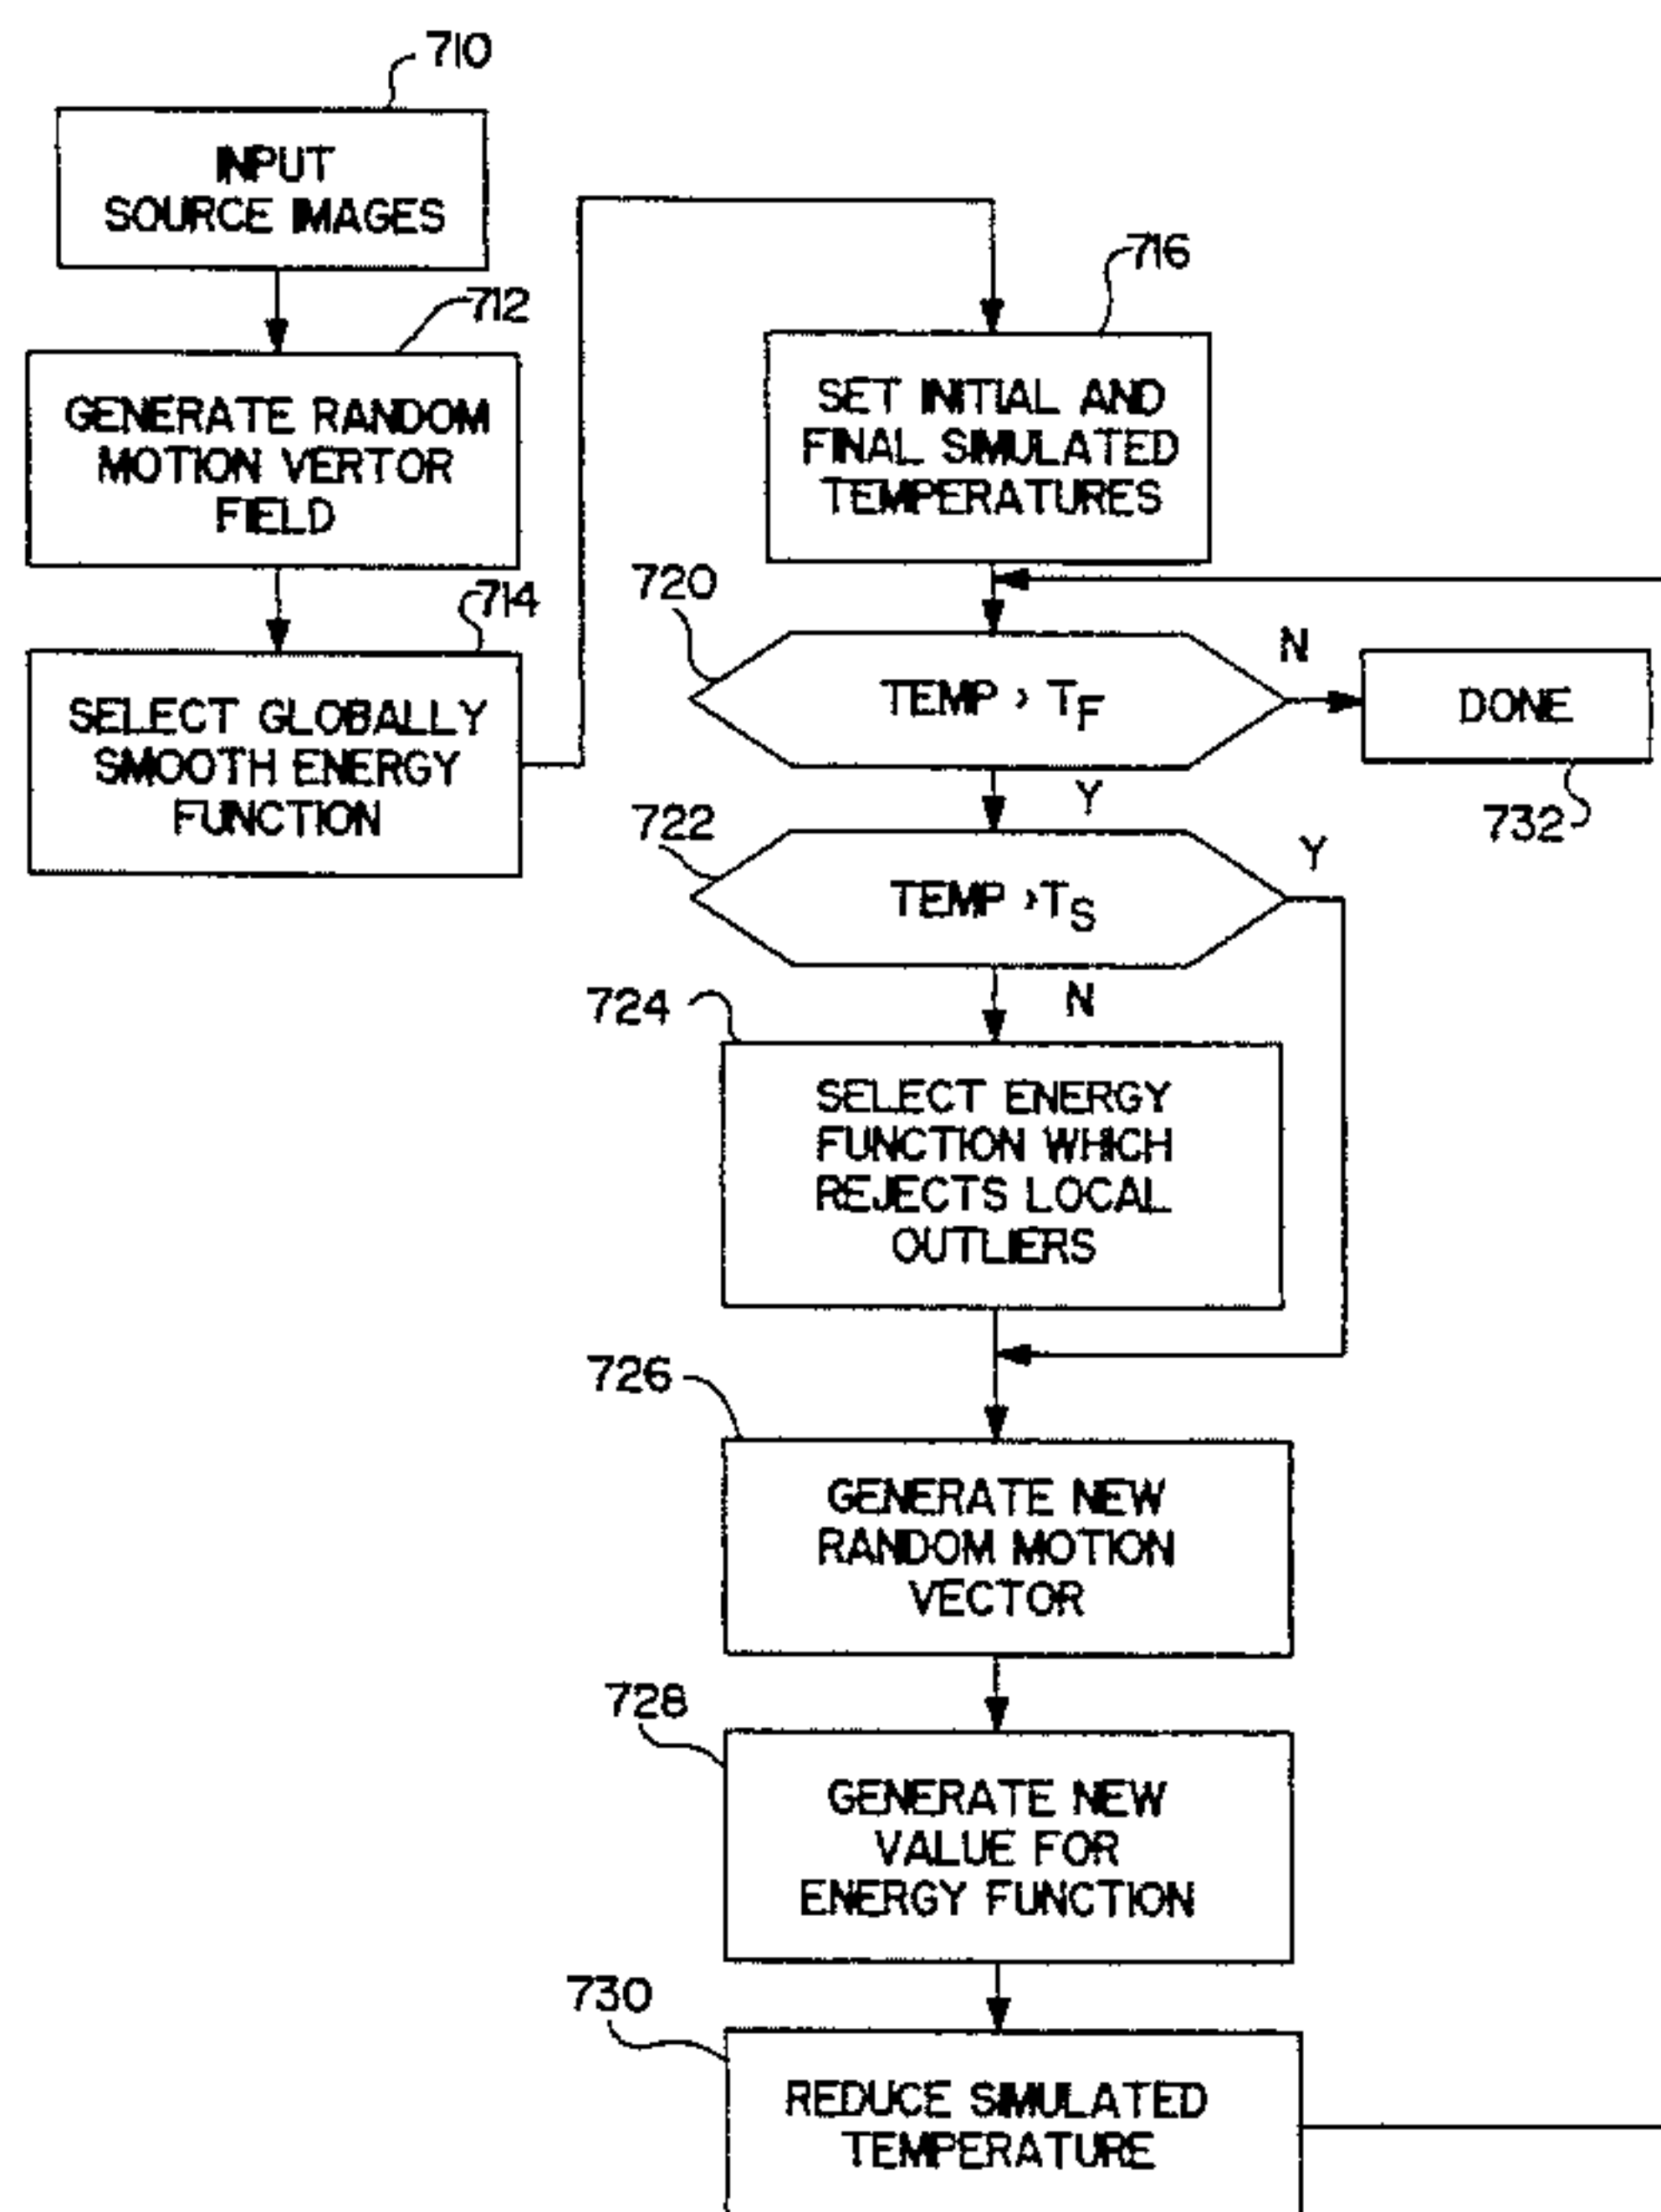 710
INPUT
SOURCE IMAGES
712
GENERATE RANDOM
MOTION VERTOR
FIELD
714
SELECT GLOBALLY
SMOOTH ENERGY
FUNCTION
716
SET INITIAL AND
FINAL SIMULATED
TEMPERATURES
720
TEMP > TF
N
DONE
732
Y
722
TEMP >TS
Y
N
724
SELECT ENERGY
FUNCTION WHICH
REJECTS LOCAL
OUTLIERS
726
GENERATE NEW
RANDOM MOTION
VECTOR
728
GENERATE NEW
VALUE FOR
ENERGY FUNCTION
730
REDUCE SIMULATED
TEMPERATURE